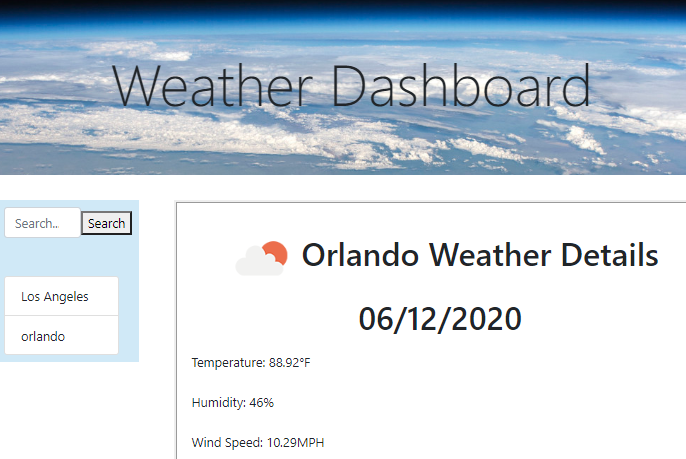 Weather Dashboard
Search..
Search
Los Angeles
orlando
Orlando Weather Details
06/12/2020
Temperature: 88.92°F
Humidity: 46%
Wind Speed: 10.29MPH